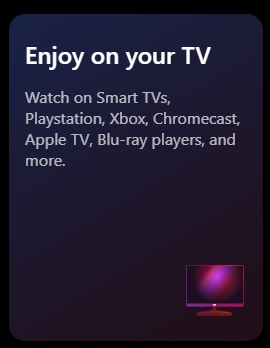 Enjoy on your TV
Watch on Smart TVs,
Playstation, Xbox, Chromecast,
Apple TV, Blu-ray players, and
more.